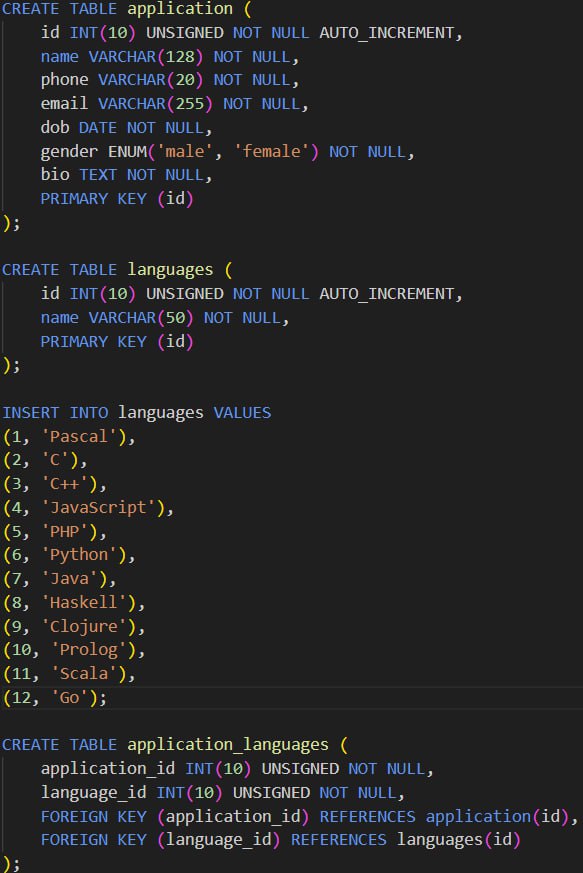 CREATE TABLE application (
    id INT(10) UNSIGNED NOT NULL AUTO_INCREMENT,
    name VARCHAR(128) NOT NULL,
    phone VARCHAR(20) NOT NULL,
    email VARCHAR(255) NOT NULL,
    dob DATE NOT NULL,
    gender ENUM('male', 'female') NOT NULL,
    bio TEXT NOT NULL,
    PRIMARY KEY (id)
);

CREATE TABLE languages (
    id INT(10) UNSIGNED NOT NULL AUTO_INCREMENT,
    name VARCHAR(50) NOT NULL,
    PRIMARY KEY (id)
);

INSERT INTO languages VALUES
(1, 'Pascal'),
(2, 'C'),
(3, 'C++'),
(4, 'JavaScript'),
(5, 'PHP'),
(6, 'Python'),
(7, 'Java'),
(8, 'Haskell'),
(9, 'Clojure'),
(10, 'Prolog'),
(11, 'Scala'),
(12, 'Go');

CREATE TABLE application_languages (
    application_id INT(10) UNSIGNED NOT NULL,
    language_id INT(10) UNSIGNED NOT NULL,
    FOREIGN KEY (application_id) REFERENCES application(id),
    FOREIGN KEY (language_id) REFERENCES languages(id)
);